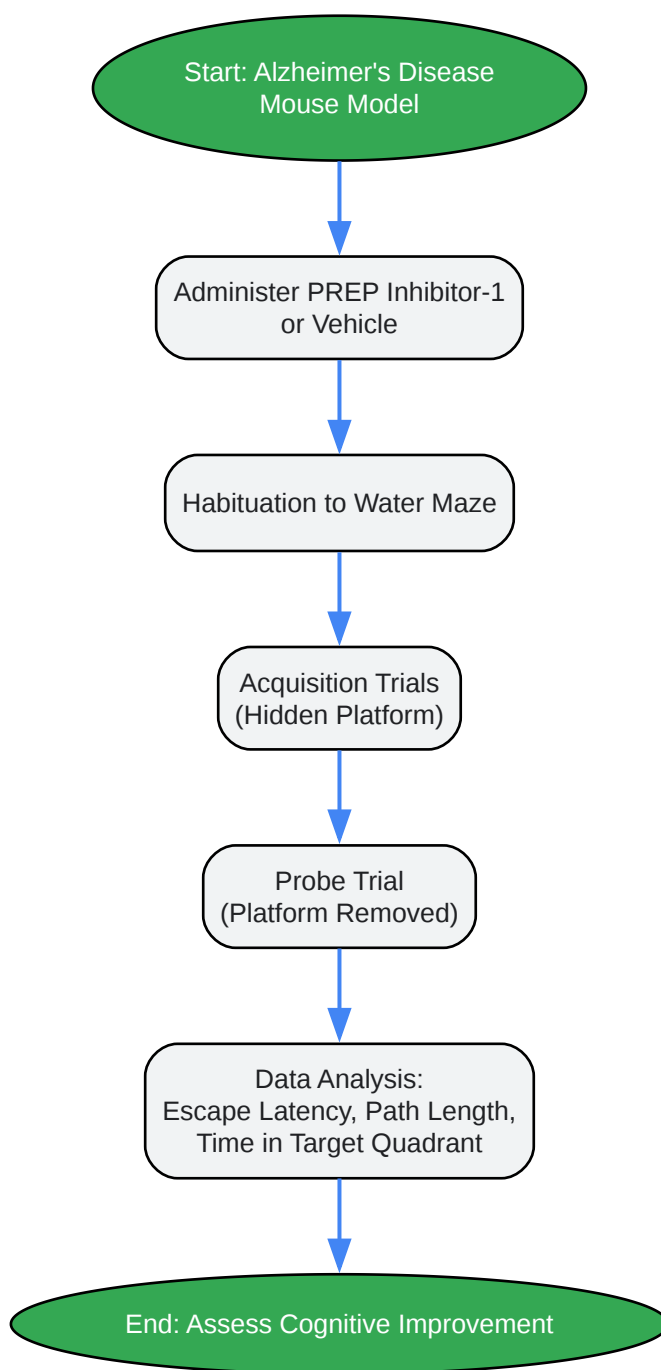 Start: Alzheimer's Disease
Mouse Model
Administer PREP Inhibitor-1
or Vehicle
Habituation to Water Maze
Acquisition Trials
(Hidden Platform)
Probe Trial
(Platform Removed)
Data Analysis:
Escape Latency, Path Length,
Time in Target Quadrant
End: Assess Cognitive Improvement